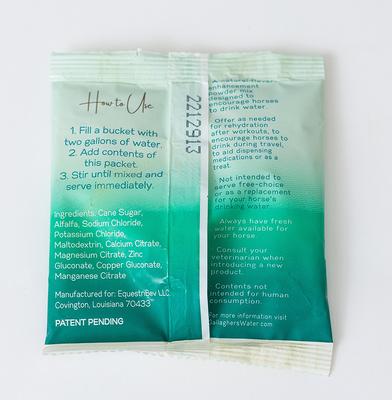 How to Use
1. Fill a bucket with
two gallons of water.
2. Add contents of
this packet.
3. Stir until mixed and
serve immediately.
Ingredients: Cane Sugar,
Alfalfa, Sodium Chloride,
Potassium Chloride,
Maltodextrin, Calcium Citrate,
Magnesium Citrate, Zinc
Gluconate, Copper Gluconate,
Manganese Citrate
Manufactured for: EquestriBev LLC.
Covington, Louisiana 70433
PATENT PENDING
2212913
A natural flavor
enhancement
powder mix
designed to
encourage horses
to drink water.
Offer as needed
for rehydration
after workouts, to
encourage horses to
drink during travel,
to aid dispensing
medications or as a
treat.
Not intended to
serve free-choice
or as a replacement
for your horse's
drinking water.
Always have fresh
water available for
your horse.
Consult your
veterinarian when
introducing a new
product.
Contents not
intended for human
consumption.
For more information visit
GallaghersWater.com